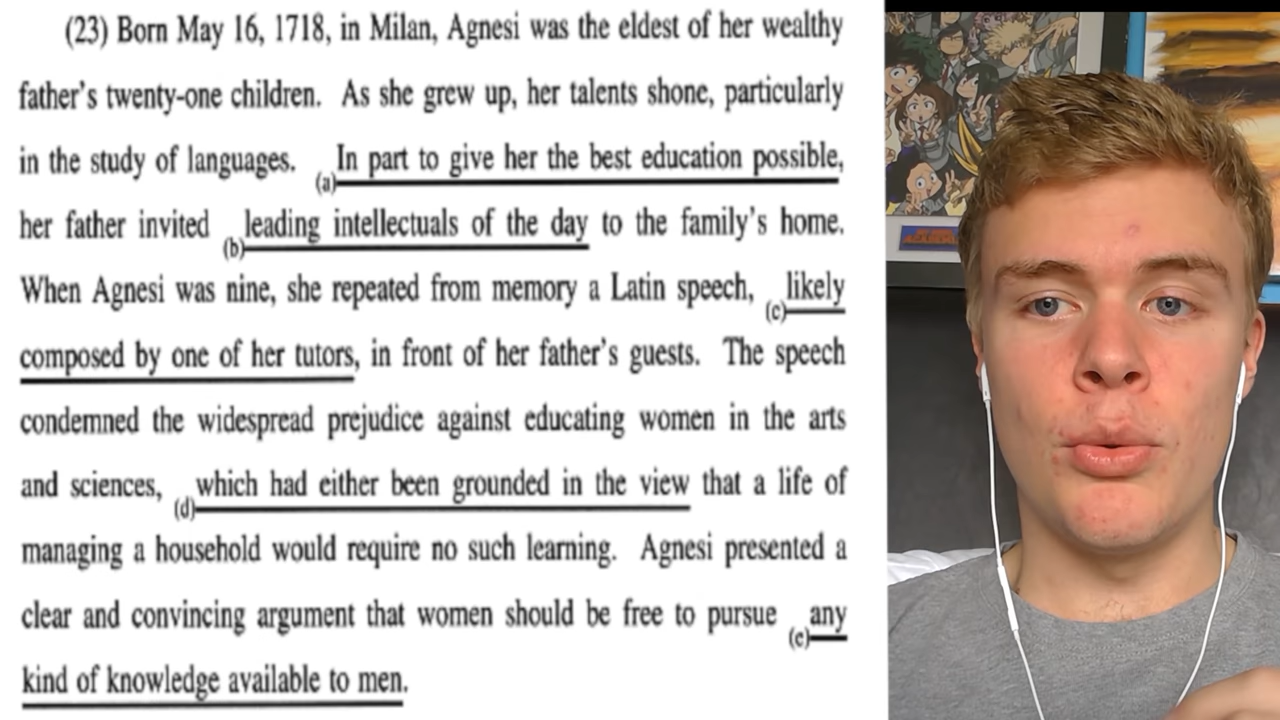 (23) Born May 16, 1718, in Milan, Agnesi was the eldest of her wealthy
father's twenty-one children. As she grew up, her talents shone, particularly
in the study of languages. (a)In part to give her the best education possible,
her father invited (b)leading intellectuals of the day to the family's home.
When Agnesi was nine, she repeated from memory a Latin speech, (c)likely
composed by one of her tutors, in front of her father's guests. The speech
condemned the widespread prejudice against educating women in the arts
and sciences, (d)which had either been grounded in the view that a life of
managing a household would require no such learning. Agnesi presented a
clear and convincing argument that women should be free to pursue (e)any
kind of knowledge available to men.